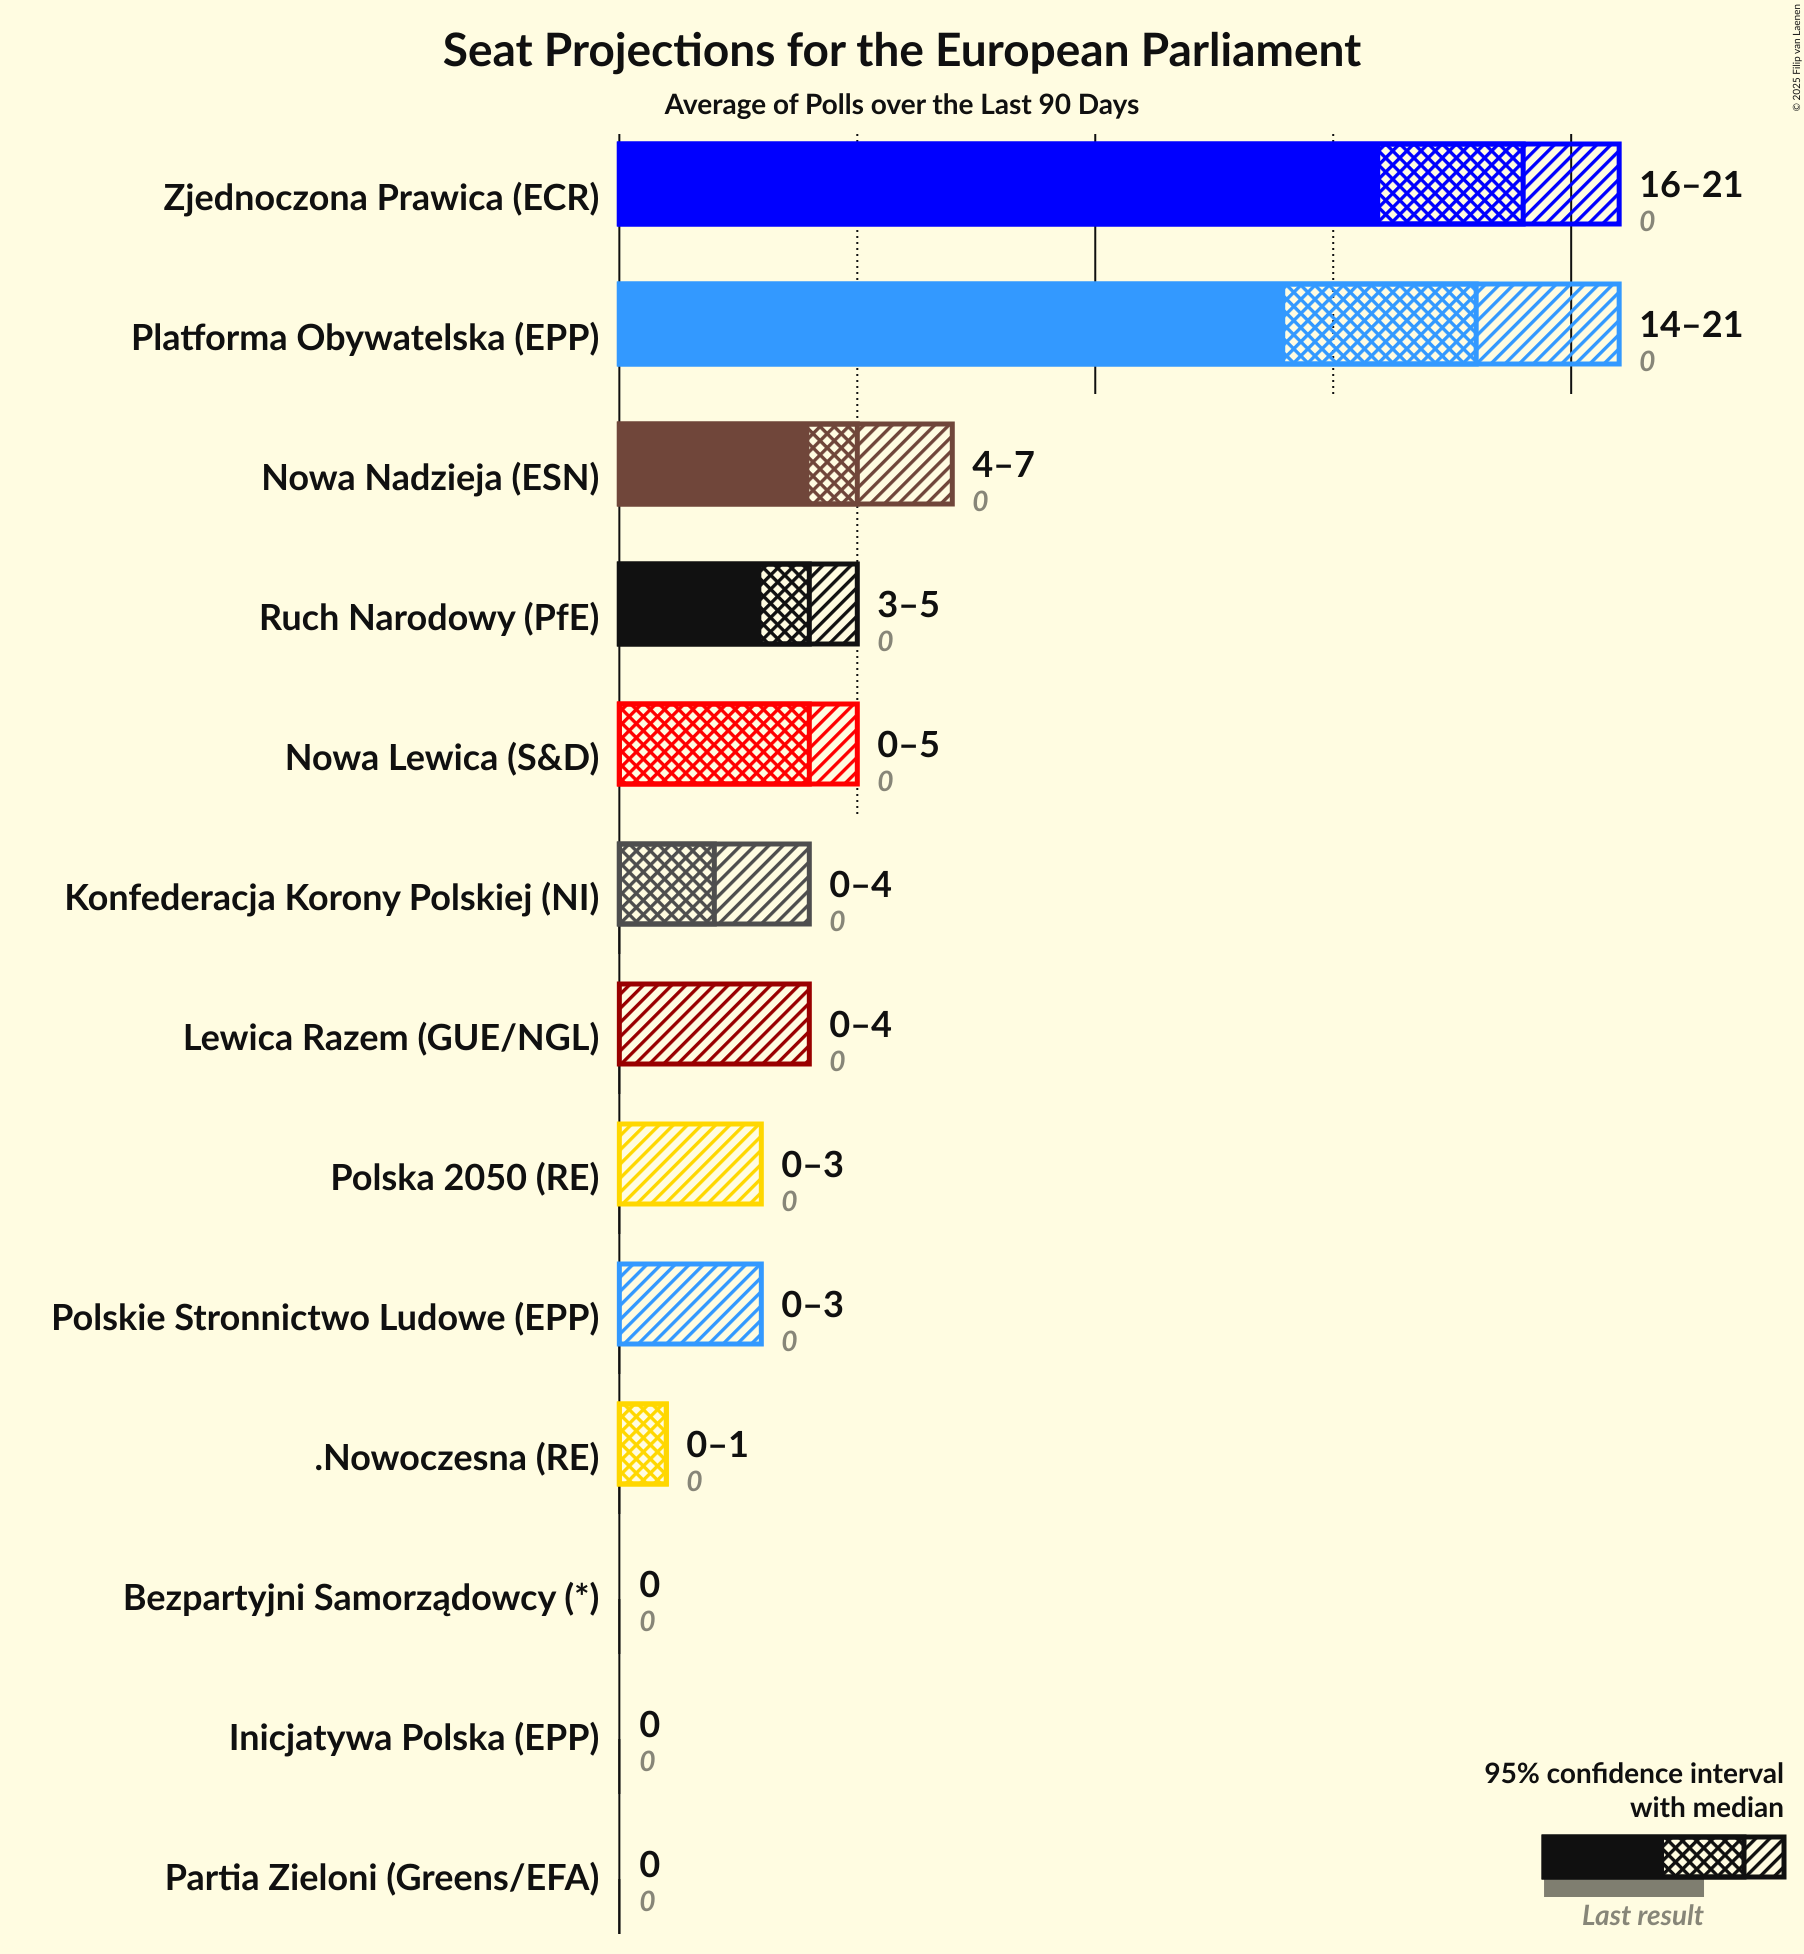 Seat Projections for the European Parliament
Average of Polls over the Last 90 Days
© 2025 Filip van Laenen
Zjednoczona Prawica (ECR)
16–21
0
Platforma Obywatelska (EPP)
14–21
0
Nowa Nadzieja (ESN)
4–7
0
Ruch Narodowy (PfE)
3–5
0
Nowa Lewica (S&D)
0–5
0
Konfederacja Korony Polskiej (NI)
0–4
0
Lewica Razem (GUE/NGL)
0–4
0
Polska 2050 (RE)
0–3
0
Polskie Stronnictwo Ludowe (EPP)
0–3
0
.Nowoczesna (RE)
0–1
0
Bezpartyjni Samorządowcy (*)
0
0
Inicjatywa Polska (EPP)
0
0
Partia Zieloni (Greens/EFA)
0
0
95% confidence interval
with median
Last result